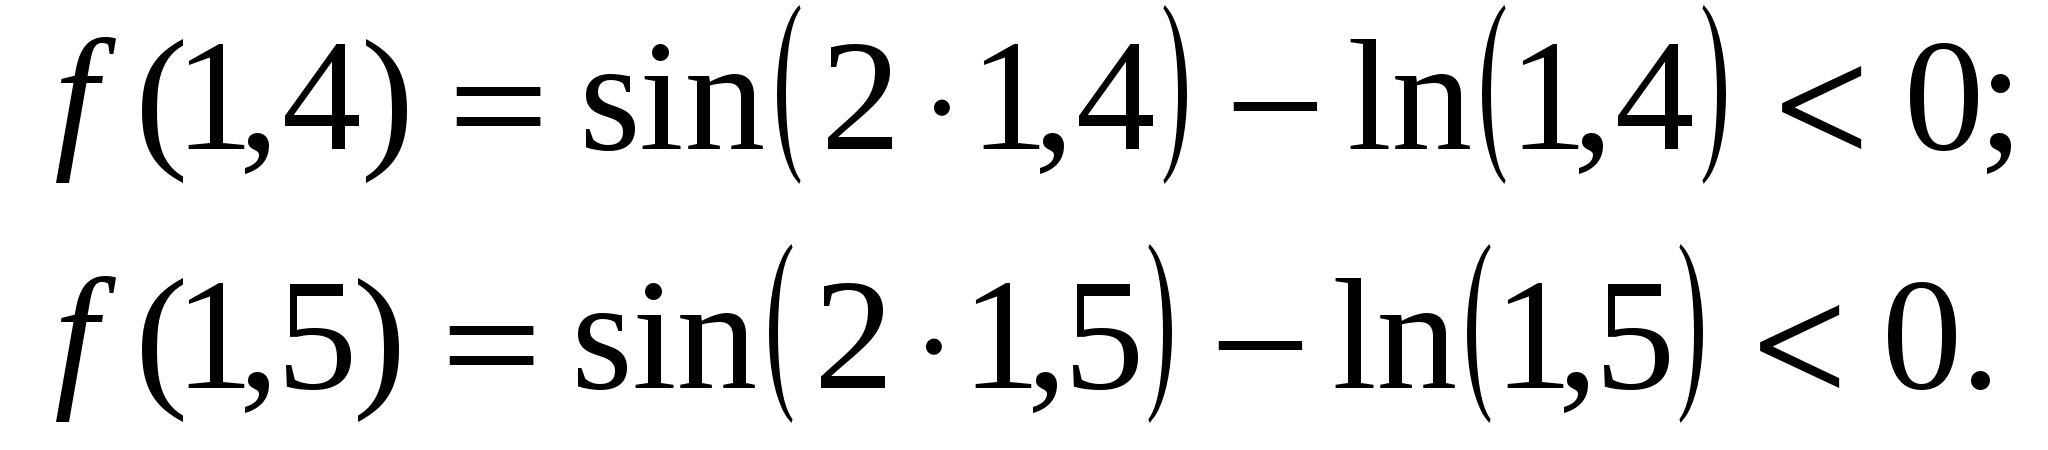 f(1,4) = sin(2 · 1,4) − ln(1,4) < 0;
f(1,5) = sin(2 · 1,5) − ln(1,5) < 0.